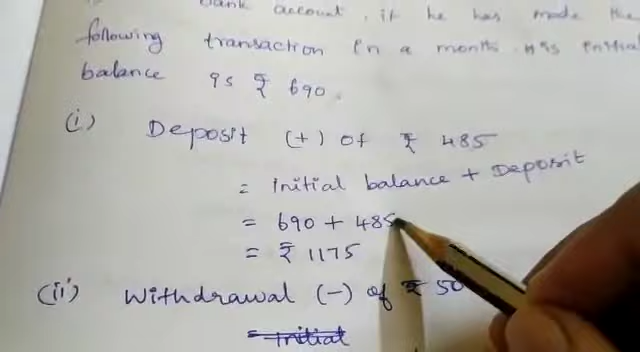 bank account, if he has made the
following transaction in a month. His initial
balance is ₹ 690.
(i) Deposit (+) of ₹ 485
= Initial balance + Deposit
= 690 + 485
= ₹ 1175
(ii) Withdrawal (-) of ₹ 50
= Initial